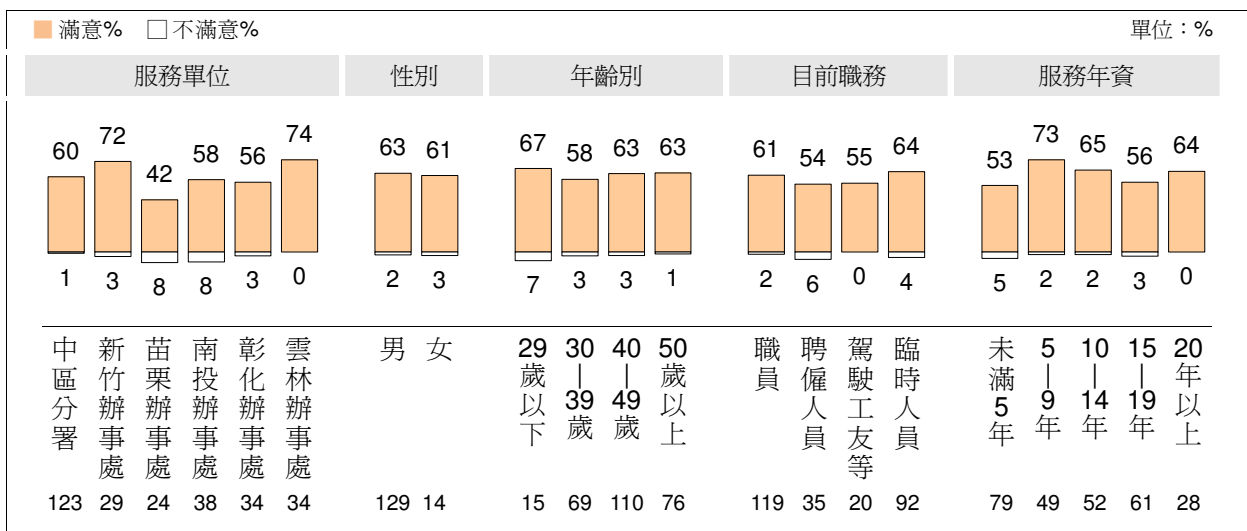 滿意% 不滿意% 單位：%
服務單位 性別 年齡別 目前職務 服務年資
60 72 42 58 56 74 63 61 67 58 63 63 61 54 55 64 53 73 65 56 64
1 3 8 8 3 0 2 3 7 3 3 1 2 6 0 4 5 2 2 3 0
中區分署
新竹辦事處
苗栗辦事處
南投辦事處
彰化辦事處
雲林辦事處
男
女
29歲以下
30－39歲
40－49歲
50歲以上
職員
聘僱人員
駕駛工友等
臨時人員
未滿5年
5－9年
10－14年
15－19年
20年以上
123 29 24 38 34 34 129 14 15 69 110 76 119 35 20 92 79 49 52 61 28